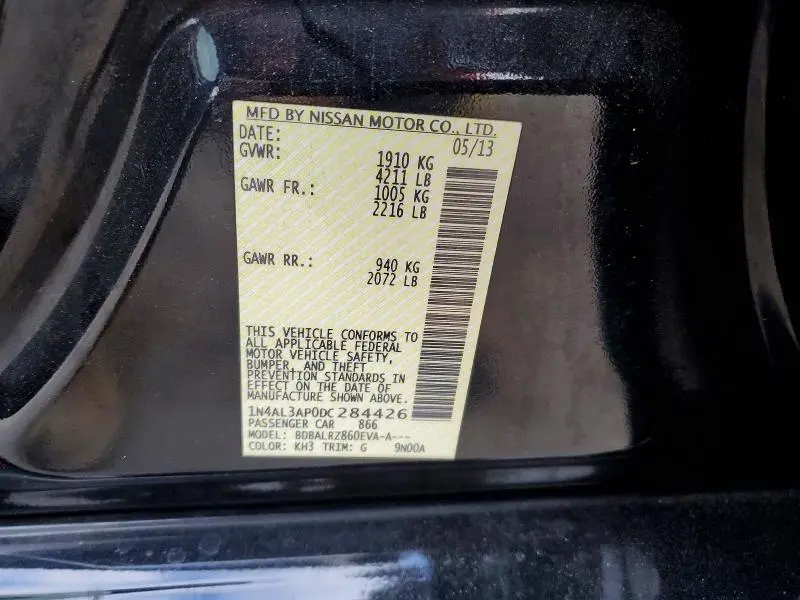 MFD BY NISSAN MOTOR CO., LTD.
DATE: 05/13
GVWR: 1910 KG
4211 LB
GAWR FR.: 1005 KG
2216 LB
GAWR RR.: 940 KG
2072 LB
THIS VEHICLE CONFORMS TO
ALL APPLICABLE FEDERAL
MOTOR VEHICLE SAFETY,
BUMPER, AND THEFT
PREVENTION STANDARDS IN
EFFECT ON THE DATE OF
MANUFACTURE SHOWN ABOVE.
1N4AL3AP0DC284426
PASSENGER CAR 866
MODEL: BDBALRZ860EVA-A---
COLOR: KH3 TRIM: G 9N00A